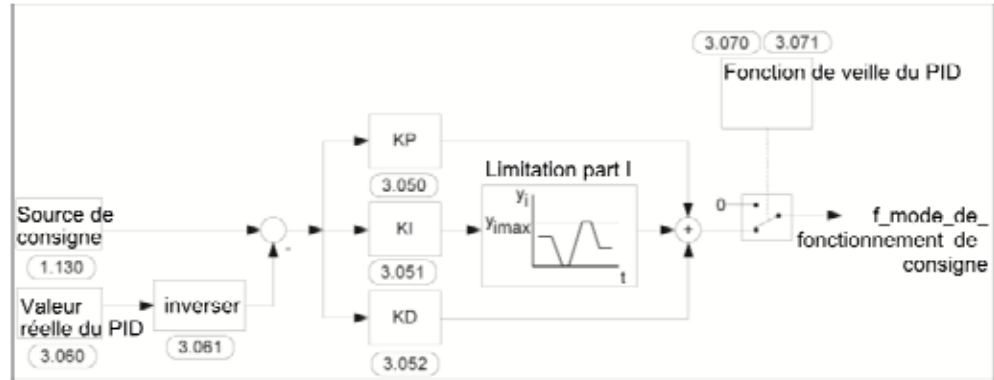 3.070 3.071
Fonction de veille du PID
KP
3.050
Limitation part I
yi
yimax
t
Source de
consigne
1.130
-
KI
3.051
+
0
f_mode_de_
fonctionnement de
consigne
Valeur
réelle du PID
3.060
inverser
3.061
KD
3.052